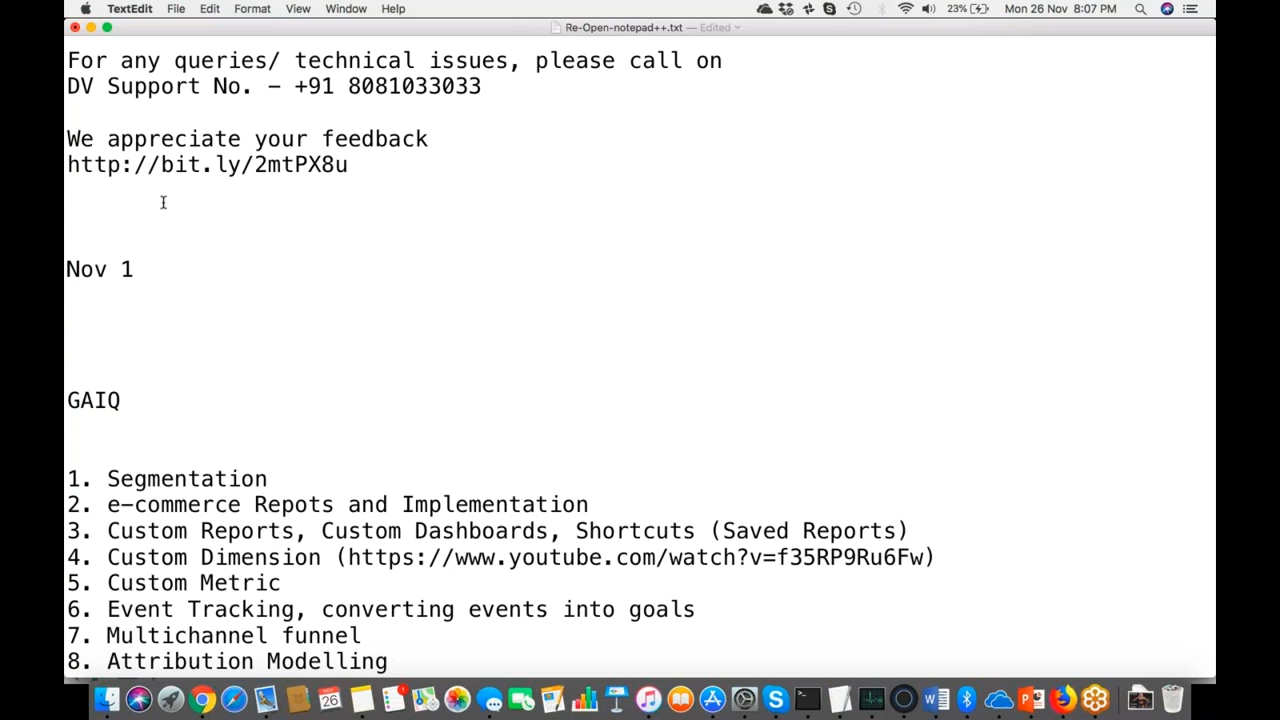 TextEdit File Edit Format View Window Help 23% Mon 26 Nov 8:07 PM
Re-Open-notepad++.txt — Edited
For any queries/ technical issues, please call on
DV Support No. – +91 8081033033
We appreciate your feedback
http://bit.ly/2mtPX8u
Nov 1
GAIQ
1. Segmentation
2. e-commerce Repots and Implementation
3. Custom Reports, Custom Dashboards, Shortcuts (Saved Reports)
4. Custom Dimension (https://www.youtube.com/watch?v=f35RP9Ru6Fw)
5. Custom Metric
6. Event Tracking, converting events into goals
7. Multichannel funnel
8. Attribution Modelling